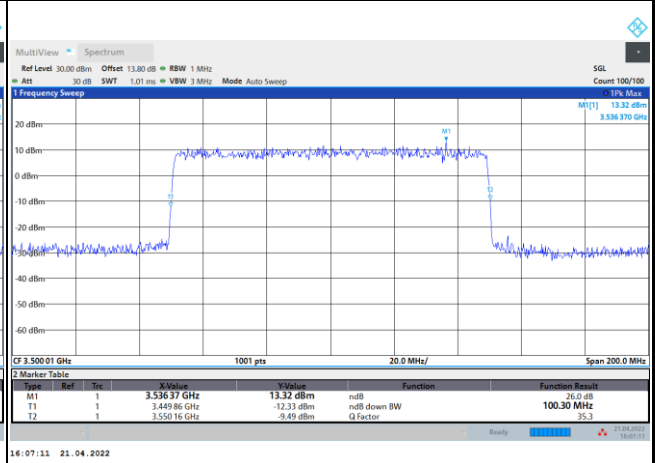 MultiView Spectrum
Ref Level 30.00 dBm Offset 13.80 dB RBW 1 MHz SGL
Att 30 dB SWT 1.01 ms VBW 3 MHz Mode Auto Sweep Count 100/100
1 Frequency Sweep 1Pk Max
M1[1] 13.32 dBm
3.536 370 GHz
20 dBm
M1
10 dBm
0 dBm
T1 T2
-10 dBm
-20 dBm
-30 dBm
-40 dBm
-50 dBm
-60 dBm
CF 3.500 01 GHz 1001 pts 20.0 MHz/ Span 200.0 MHz
2 Marker Table
Type Ref Trc X-Value Y-Value Function Function Result
M1 1 3.536 37 GHz 13.32 dBm ndB 26.0 dB
T1 1 3.449 86 GHz -12.33 dBm ndB down BW 100.30 MHz
T2 1 3.550 16 GHz -9.49 dBm Q Factor 35.3
Ready 21.04.2022
16:07:11
16:07:11 21.04.2022